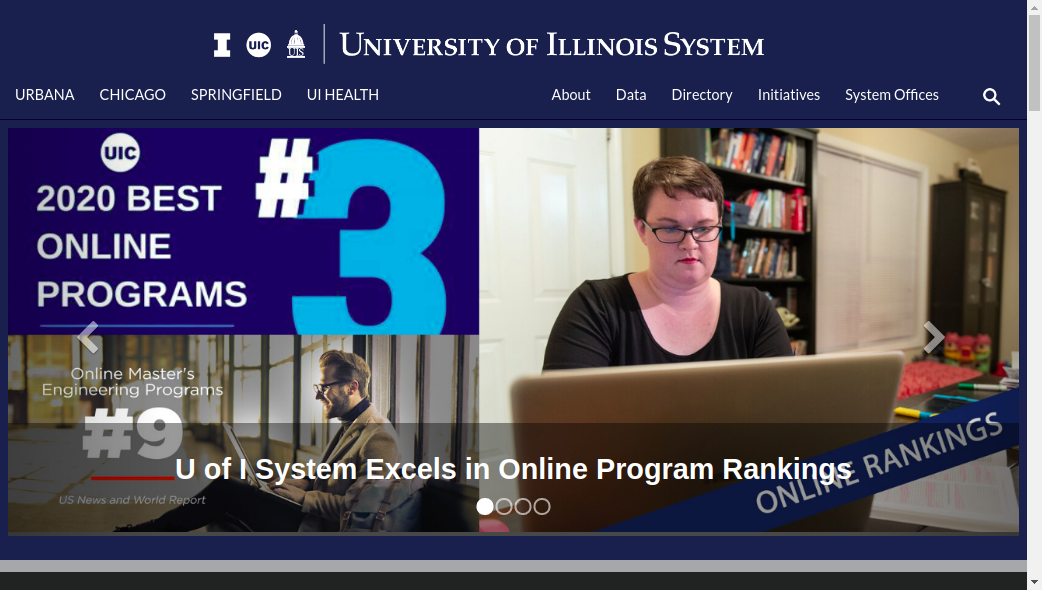 I UIC UIS UNIVERSITY OF ILLINOIS SYSTEM
URBANA CHICAGO SPRINGFIELD UI HEALTH About Data Directory Initiatives System Offices
UIC
#3
2020 BEST
ONLINE
PROGRAMS
Online Master's
Engineering Programs
#9
US News and World Report
ONLINE RANKINGS
U of I System Excels in Online Program Rankings